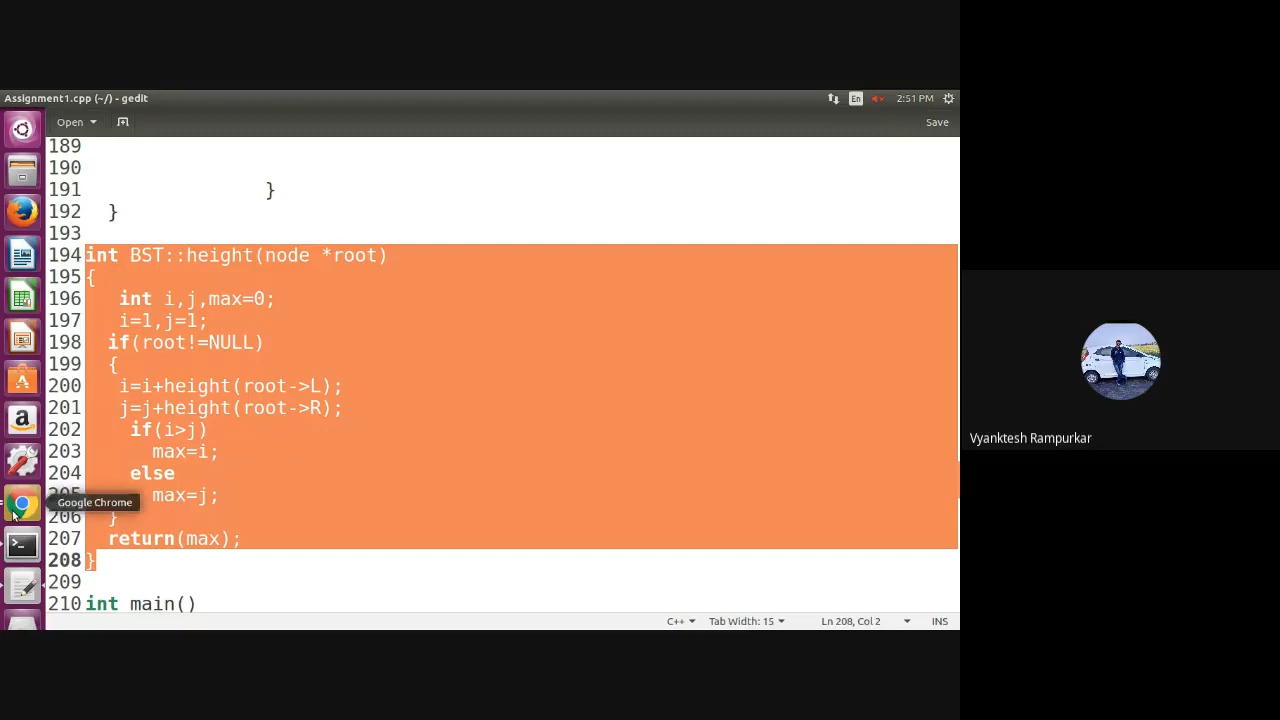 Assignment1.cpp (~/) - gedit
En
2:51 PM
Open
Save
189
190
191 }
192 }
193
194 int BST::height(node *root)
195 {
196 int i,j,max=0;
197 i=1,j=1;
198 if(root!=NULL)
199 {
200 i=i+height(root->L);
201 j=j+height(root->R);
202 if(i>j)
203 max=i;
204 else
205 max=j;
Google Chrome
206 }
207 return(max);
208 }
209
210 int main()
C++
Tab Width: 15
Ln 208, Col 2
INS
Vyanktesh Rampurkar